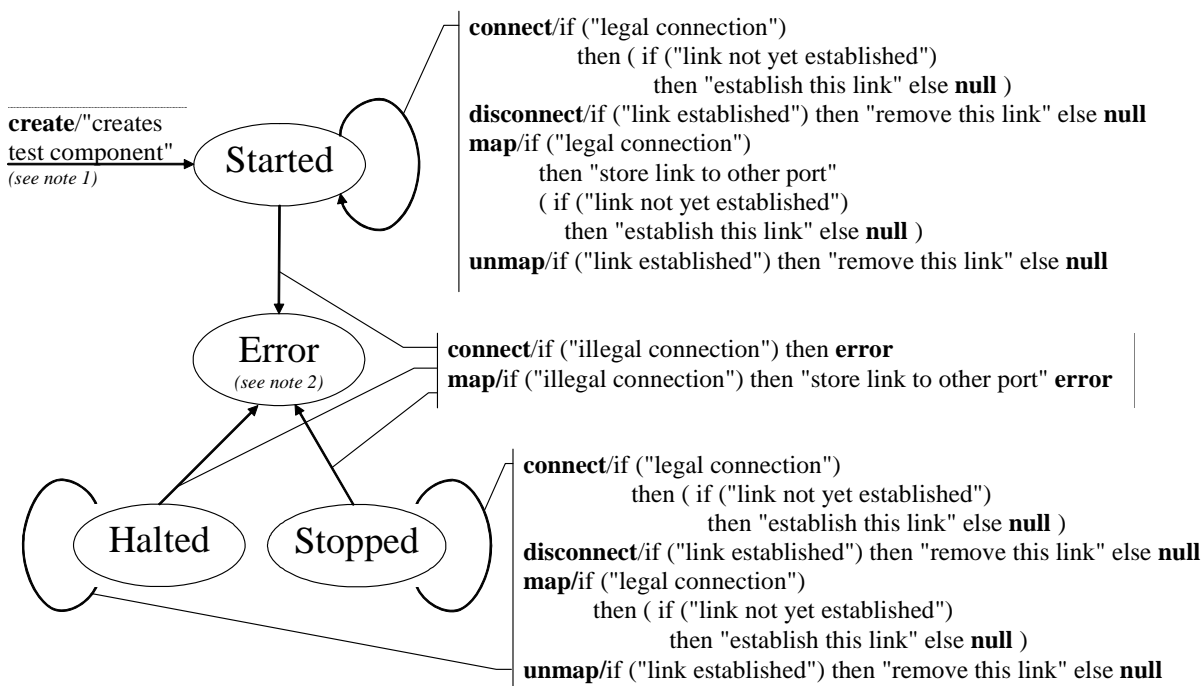 connect/if ("legal connection")
then ( if ("link not yet established")
then "establish this link" else null )
disconnect/if ("link established") then "remove this link" else null
map/if ("legal connection")
then "store link to other port"
( if ("link not yet established")
then "establish this link" else null )
unmap/if ("link established") then "remove this link" else null
create/"creates
test component"
(see note 1)
Started
Error
(see note 2)
connect/if ("illegal connection") then error
map/if ("illegal connection") then "store link to other port" error
Halted
Stopped
connect/if ("legal connection")
then ( if ("link not yet established")
then "establish this link" else null )
disconnect/if ("link established") then "remove this link" else null
map/if ("legal connection")
then ( if ("link not yet established")
then "establish this link" else null )
unmap/if ("link established") then "remove this link" else null